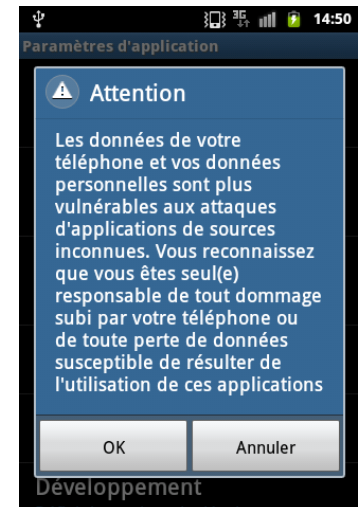 3G 14:50
Paramètres d'application
Attention
Les données de votre
téléphone et vos données
personnelles sont plus
vulnérables aux attaques
d'applications de sources
inconnues. Vous reconnaissez
que vous êtes seul(e)
responsable de tout dommage
subi par votre téléphone ou
de toute perte de données
susceptible de résulter de
l'utilisation de ces applications
OK Annuler
Développement